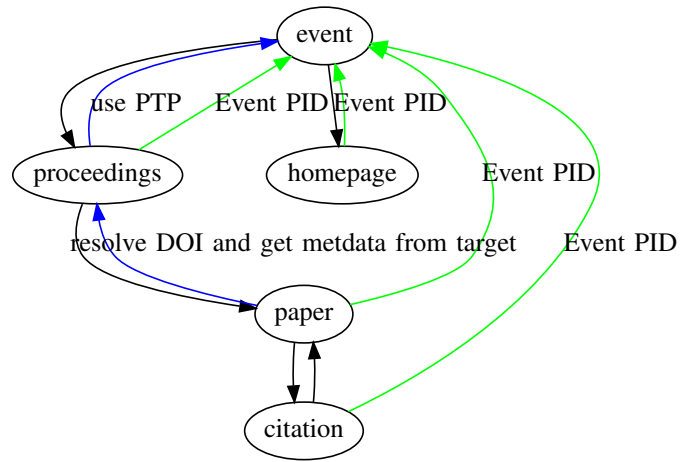 event
use PTP
Event PID
Event PID
proceedings
homepage
Event PID
resolve DOI and get metdata from target
Event PID
paper
citation